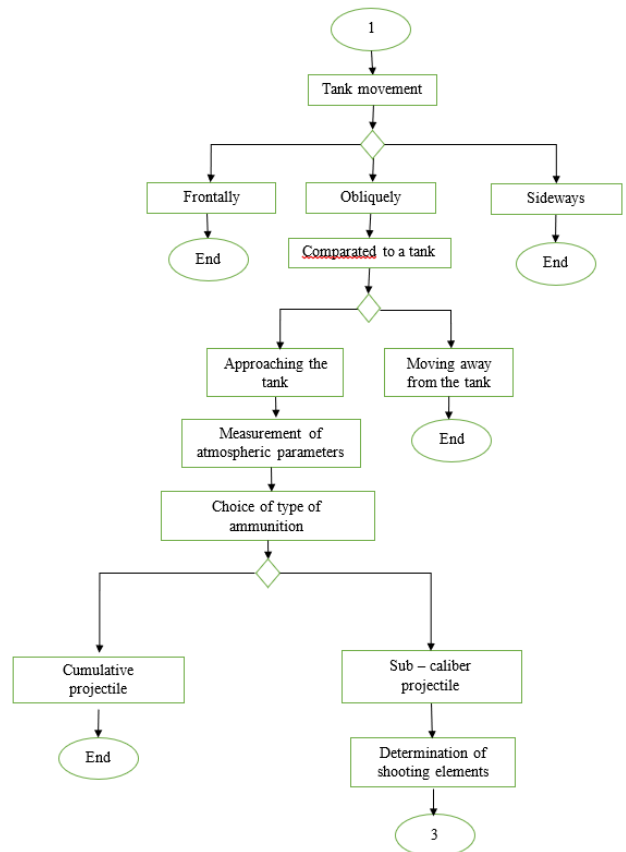 1
Tank movement
Frontally
Obliquely
Sideways
End
Comparated to a tank
End
Approaching the
tank
Moving away
from the tank
Measurement of
atmospheric parameters
End
Choice of type of
ammunition
Cumulative
projectile
Sub – caliber
projectile
End
Determination of
shooting elements
3